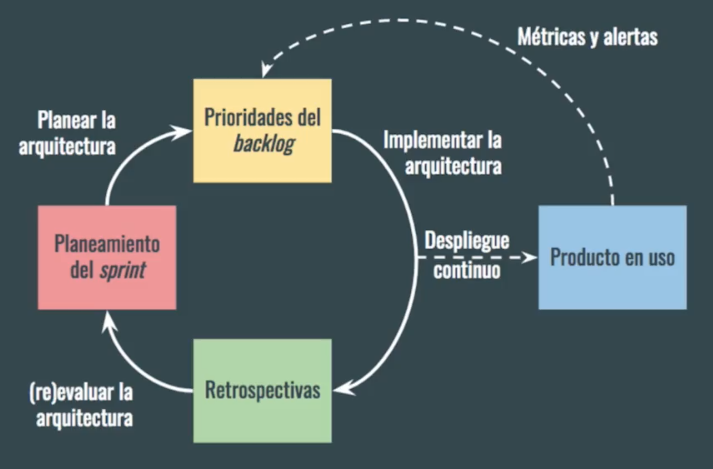 Métricas y alertas
Prioridades del
backlog
Planear la
arquitectura
Implementar la
arquitectura
Planeamiento
del sprint
Despliegue
continuo
Producto en uso
Retrospectivas
(re)evaluar la
arquitectura